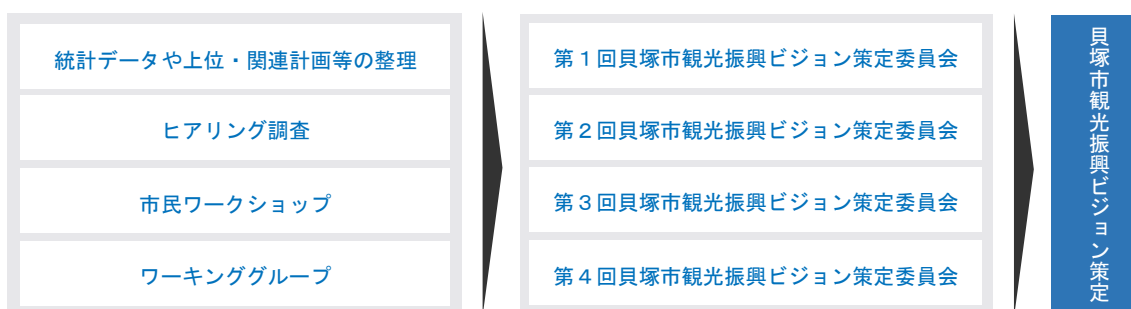 統計データや上位・関連計画等の整理
ヒアリング調査
市民ワークショップ
ワーキンググループ
第１回貝塚市観光振興ビジョン策定委員会
第２回貝塚市観光振興ビジョン策定委員会
第３回貝塚市観光振興ビジョン策定委員会
第４回貝塚市観光振興ビジョン策定委員会
貝塚市観光振興ビジョン策定